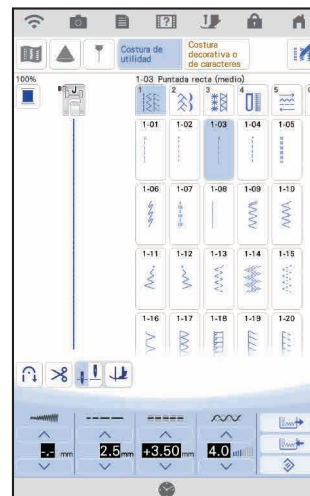 Costura de
utilidad
Costura
decorativa o
de caracteres
100%
J
1-03 Puntada recta (medio)
1 2 3 4 5
1-01 1-02 1-03 1-04 1-05
1-06 1-07 1-08 1-09 1-10
1-11 1-12 1-13 1-14 1-15
1-16 1-17 1-18 1-19 1-20
-.- mm 2.5 mm +3.50 mm 4.0